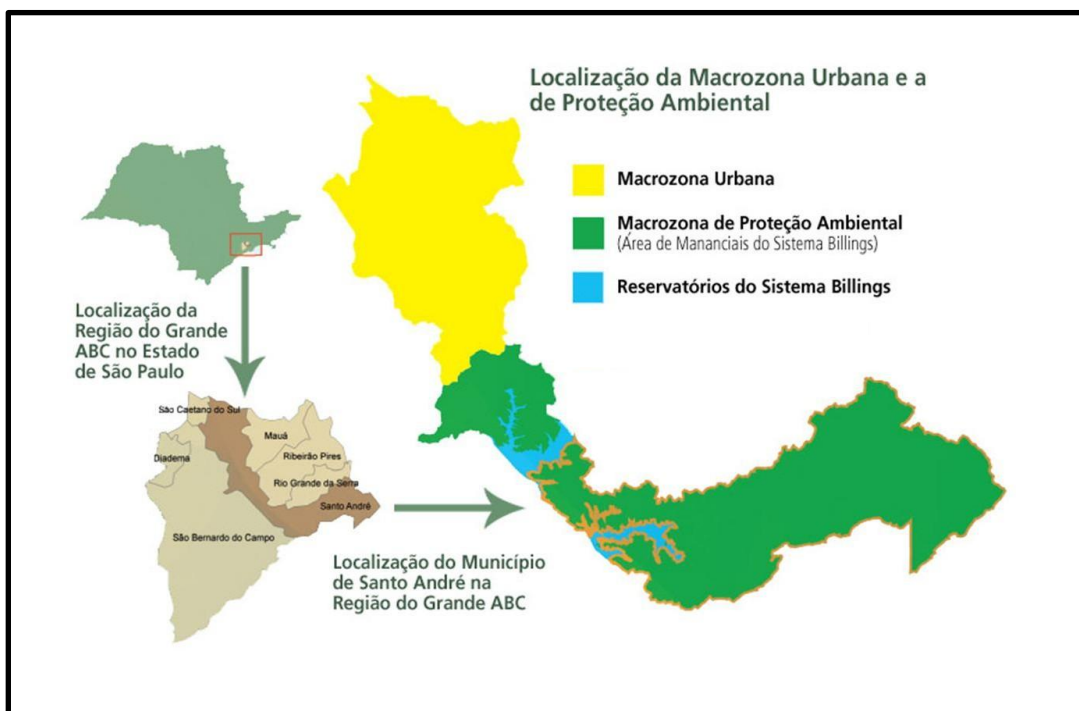 Localização da Macrozona Urbana e a
de Proteção Ambiental
Macrozona Urbana
Macrozona de Proteção Ambiental
(Área de Mananciais do Sistema Billings)
Reservatórios do Sistema Billings
Localização da
Região do Grande
ABC no Estado
de São Paulo
São Caetano do Sul
Mauá
Diadema
Ribeirão Pires
Rio Grande da Serra
Santo André
São Bernardo do Campo
Localização do Município
de Santo André na
Região do Grande ABC